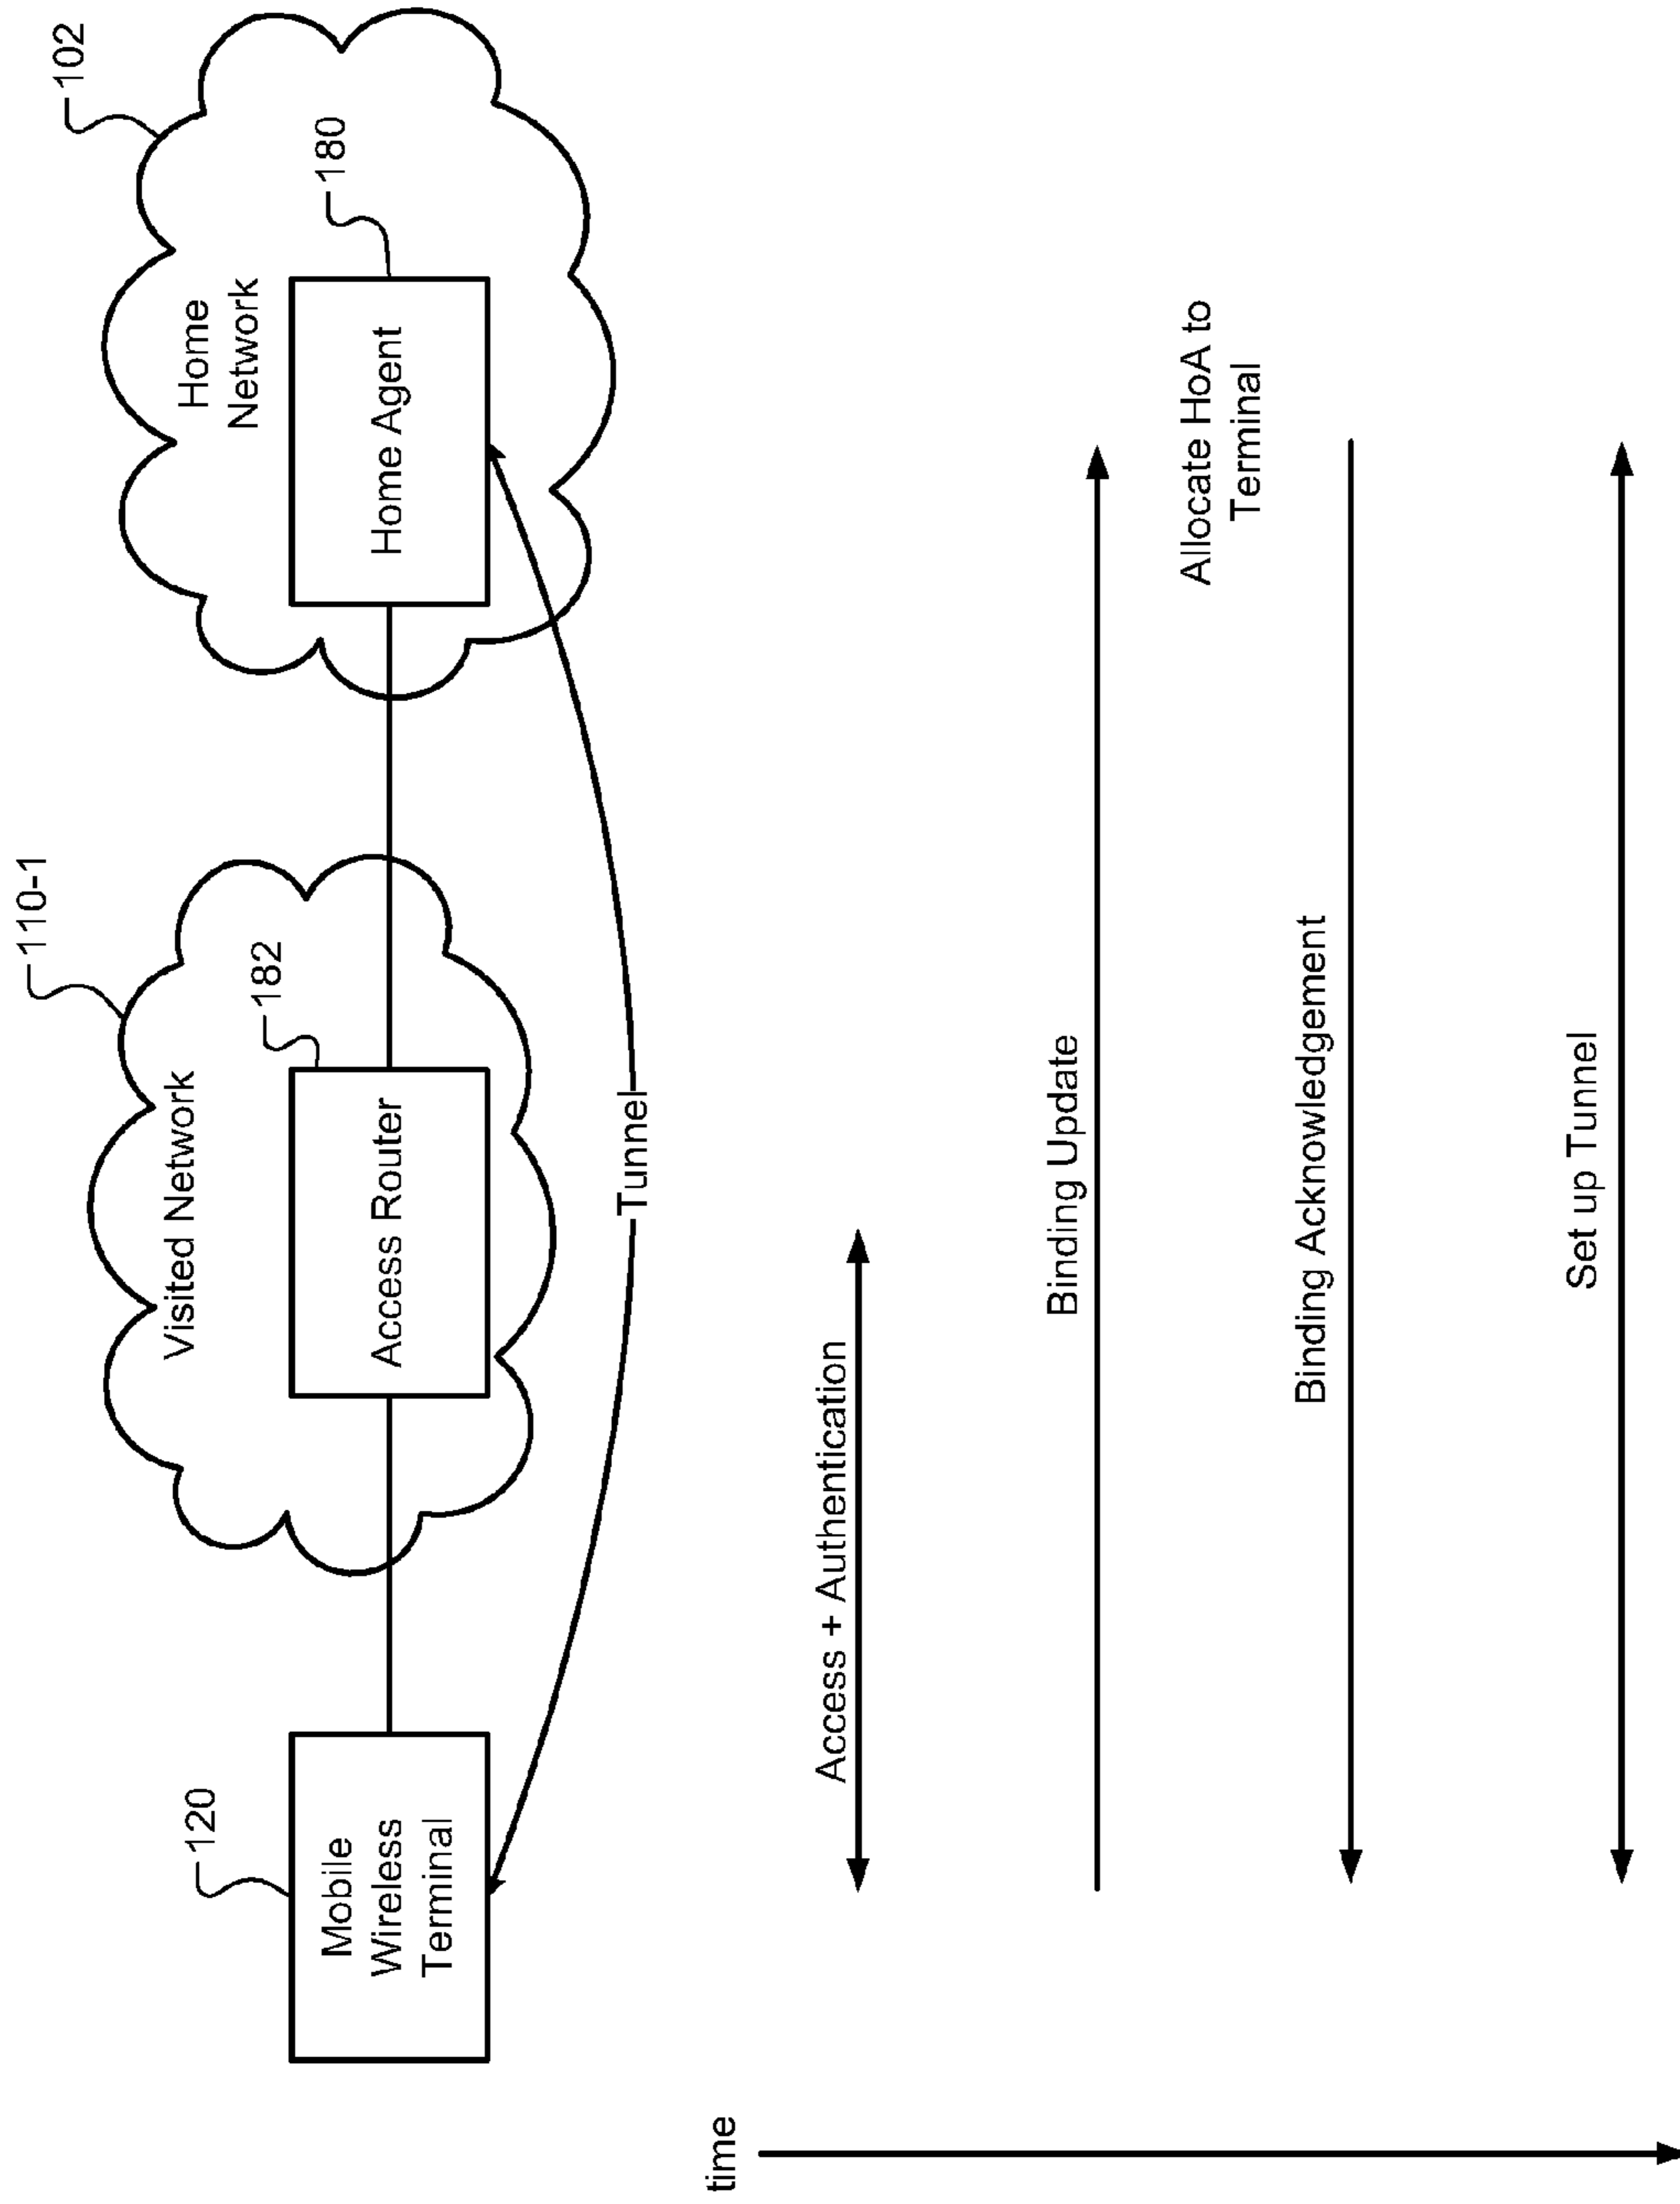 110-1
102
120
Visited Network
182
Home
Network
180
Mobile
Wireless
Terminal
Access Router
Home Agent
Tunnel
time
Access + Authentication
Binding Update
Allocate HoA to
Terminal
Binding Acknowledgement
Set up Tunnel